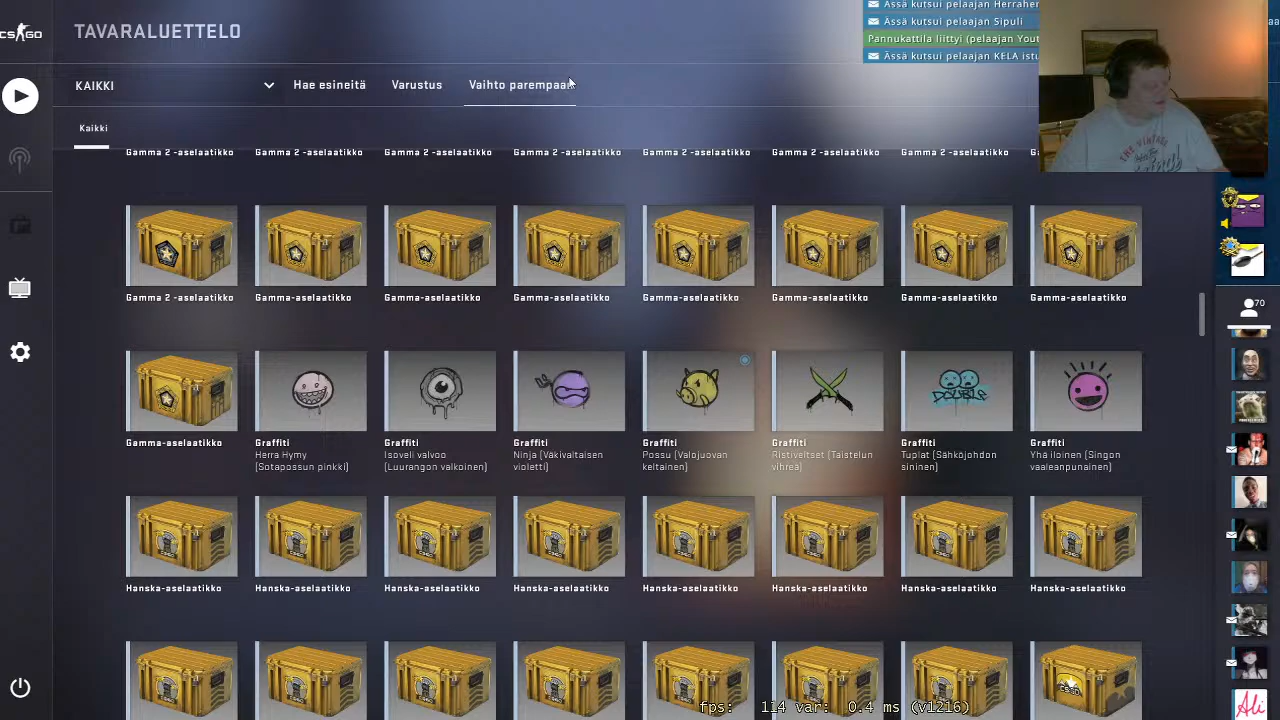 CS:GO
TAVARALUETTELO
Ässä kutsui pelaajan Herraher
Ässä kutsui pelaajan Sipuli
Pannukattila liittyi (pelaajan Yout
Ässä kutsui pelaajan KELA istu
KAIKKI
Hae esineitä
Varustus
Vaihto parempaan
Kaikki
Gamma 2 -aselaatikko Gamma 2 -aselaatikko Gamma 2 -aselaatikko Gamma 2 -aselaatikko Gamma 2 -aselaatikko Gamma 2 -aselaatikko Gamma 2 -aselaatikko
Gamma 2 -aselaatikko Gamma-aselaatikko Gamma-aselaatikko Gamma-aselaatikko Gamma-aselaatikko Gamma-aselaatikko Gamma-aselaatikko Gamma-aselaatikko
70
DOUBLE
Gamma-aselaatikko Graffiti Graffiti Graffiti Graffiti Graffiti Graffiti Graffiti
Herra Hymy Isoveli valvoo Ninja (Väkivaltaisen Possu (Valojuovan Ristiveitset (Taistelun Tuplat (Sähköjohdon Yhä iloinen (Singon
(Sotapossun pinkki) (Luurangon valkoinen) violetti) keltainen) vihreä) sininen) vaaleanpunainen)
Hanska-aselaatikko Hanska-aselaatikko Hanska-aselaatikko Hanska-aselaatikko Hanska-aselaatikko Hanska-aselaatikko Hanska-aselaatikko Hanska-aselaatikko
Ali
fps: 114 var: 0.4 ms (v1216)